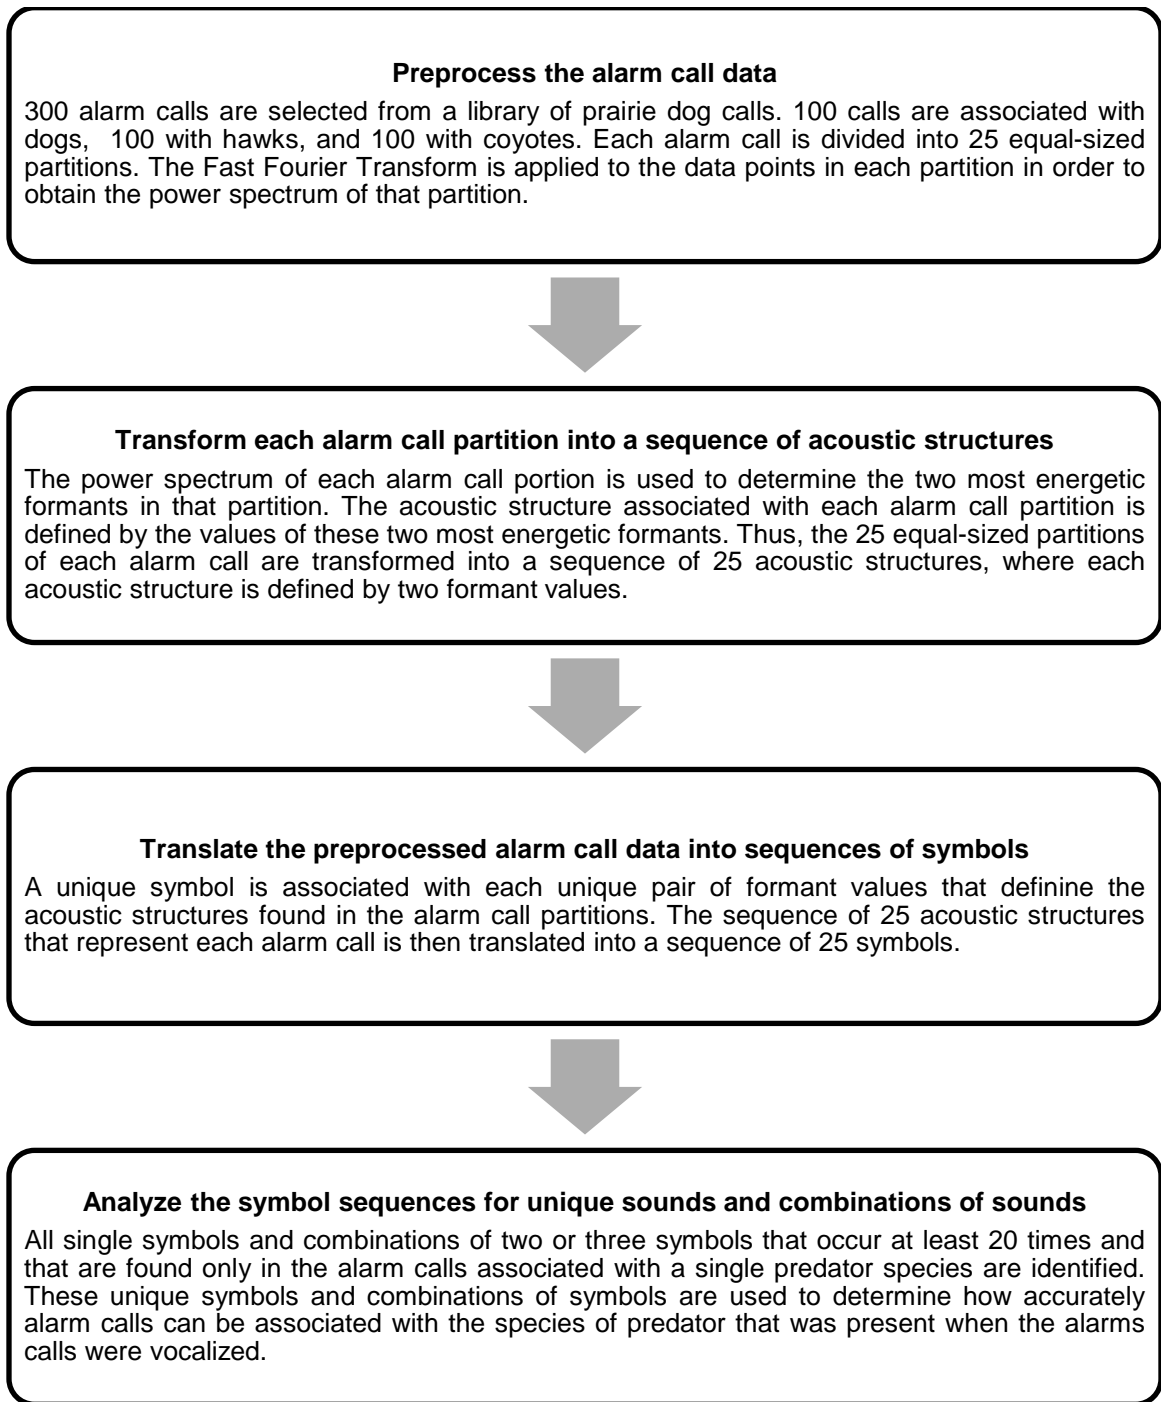 Preprocess the alarm call data
300 alarm calls are selected from a library of prairie dog calls. 100 calls are associated with
dogs,  100 with hawks, and 100 with coyotes. Each alarm call is divided into 25 equal-sized
partitions. The Fast Fourier Transform is applied to the data points in each partition in order to
obtain the power spectrum of that partition.
Transform each alarm call partition into a sequence of acoustic structures
The power spectrum of each alarm call portion is used to determine the two most energetic
formants in that partition. The acoustic structure associated with each alarm call partition is
defined by the values of these two most energetic formants. Thus, the 25 equal-sized partitions
of each alarm call are transformed into a sequence of 25 acoustic structures, where each
acoustic structure is defined by two formant values.
Translate the preprocessed alarm call data into sequences of symbols
A unique symbol is associated with each unique pair of formant values that definine the
acoustic structures found in the alarm call partitions. The sequence of 25 acoustic structures
that represent each alarm call is then translated into a sequence of 25 symbols.
Analyze the symbol sequences for unique sounds and combinations of sounds
All single symbols and combinations of two or three symbols that occur at least 20 times and
that are found only in the alarm calls associated with a single predator species are identified.
These unique symbols and combinations of symbols are used to determine how accurately
alarm calls can be associated with the species of predator that was present when the alarms
calls were vocalized.